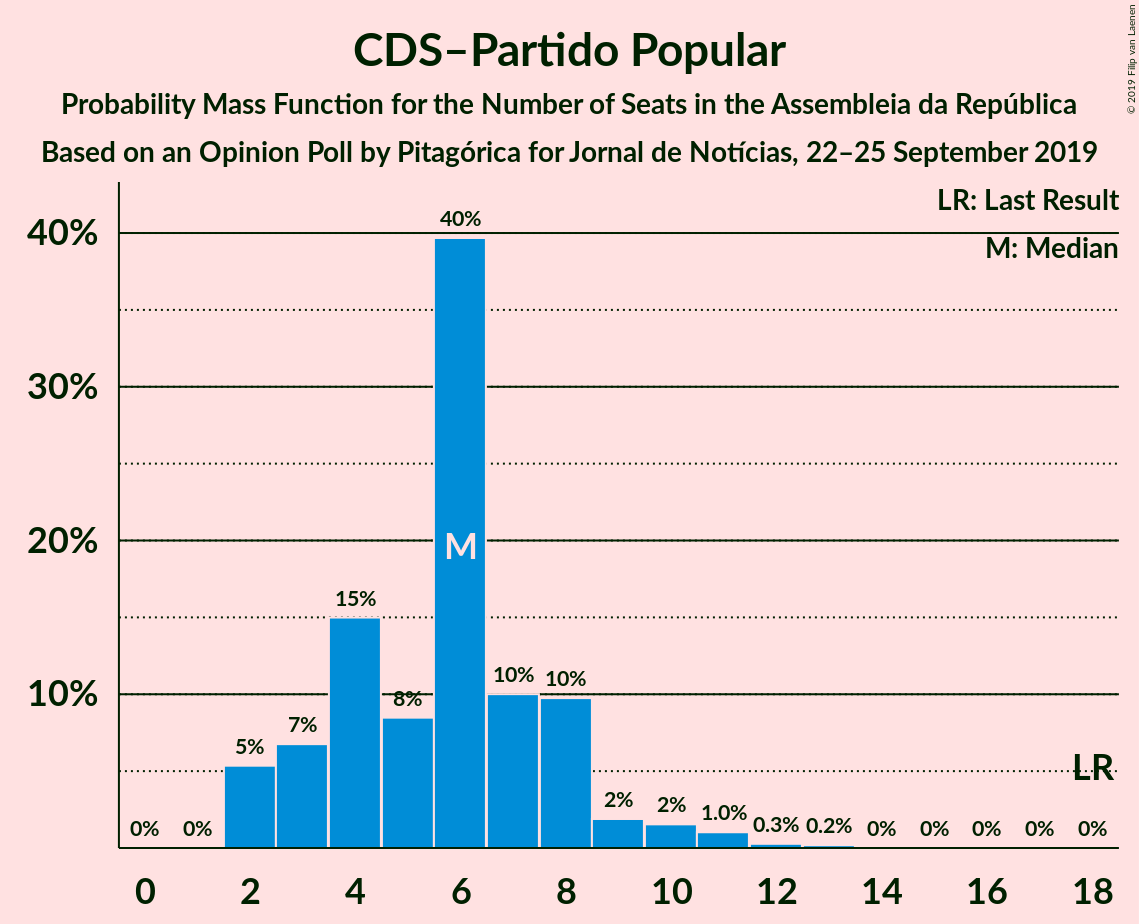 CDS–Partido Popular
Probability Mass Function for the Number of Seats in the Assembleia da República
Based on an Opinion Poll by Pitagórica for Jornal de Notícias, 22–25 September 2019
© 2019 Filip van Laenen
LR: Last Result
M: Median
40%
30%
20%
10%
0%
0%
5%
7%
15%
8%
40%
10%
10%
2%
2%
1.0%
0.3%
0.2%
0%
0%
0%
0%
0%
M
LR
0 2 4 6 8 10 12 14 16 18